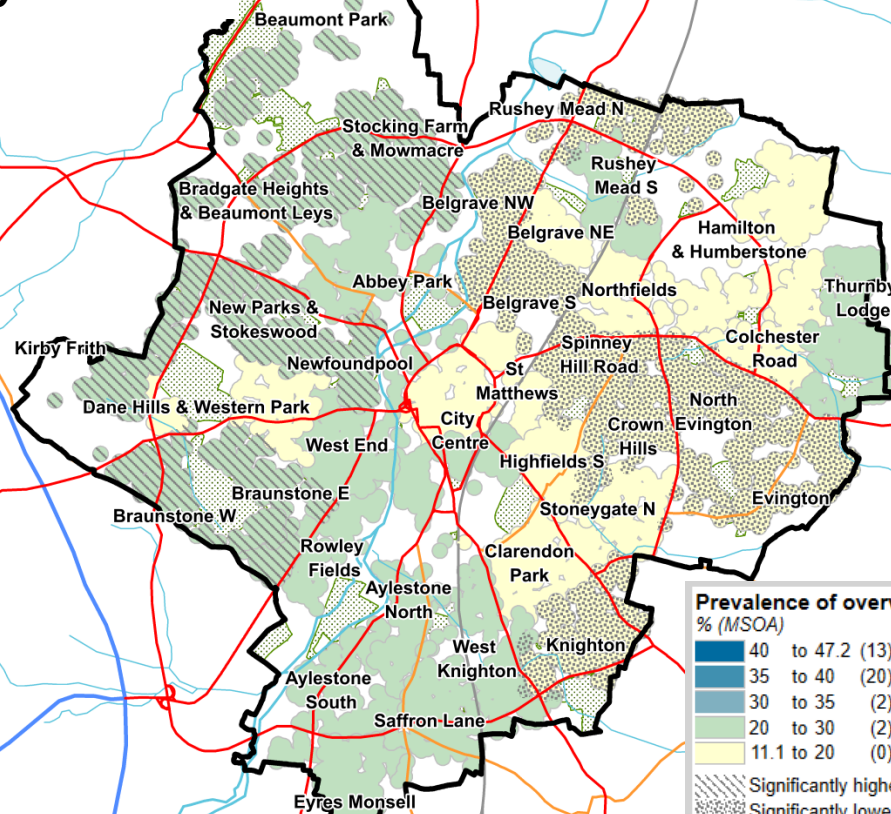 Beaumont Park
Rushey Mead N
Stocking Farm
& Mowmacre
Rushey
Mead S
Bradgate Heights
& Beaumont Leys
Belgrave NW
Belgrave NE
Hamilton
& Humberstone
Abbey Park
Northfields
Thurnby
Lodge
New Parks &
Stokeswood
Belgrave S
Kirby Frith
Newfoundpool
Spinney
Hill Road
Colchester
Road
St
Matthews
Dane Hills & Western Park
City
Centre
North
Evington
Crown
Hills
West End
Highfields S
Braunstone E
Evington
Braunstone W
Stoneygate N
Rowley
Fields
Clarendon
Park
Aylestone
North
West
Knighton
Knighton
Aylestone
South
Saffron Lane
Eyres Monsell
Prevalence of over
% (MSOA)
40 to 47.2 (13)
35 to 40 (20)
30 to 35 (2)
20 to 30 (2)
11.1 to 20 (0)
Significantly highe
Significantly lowe